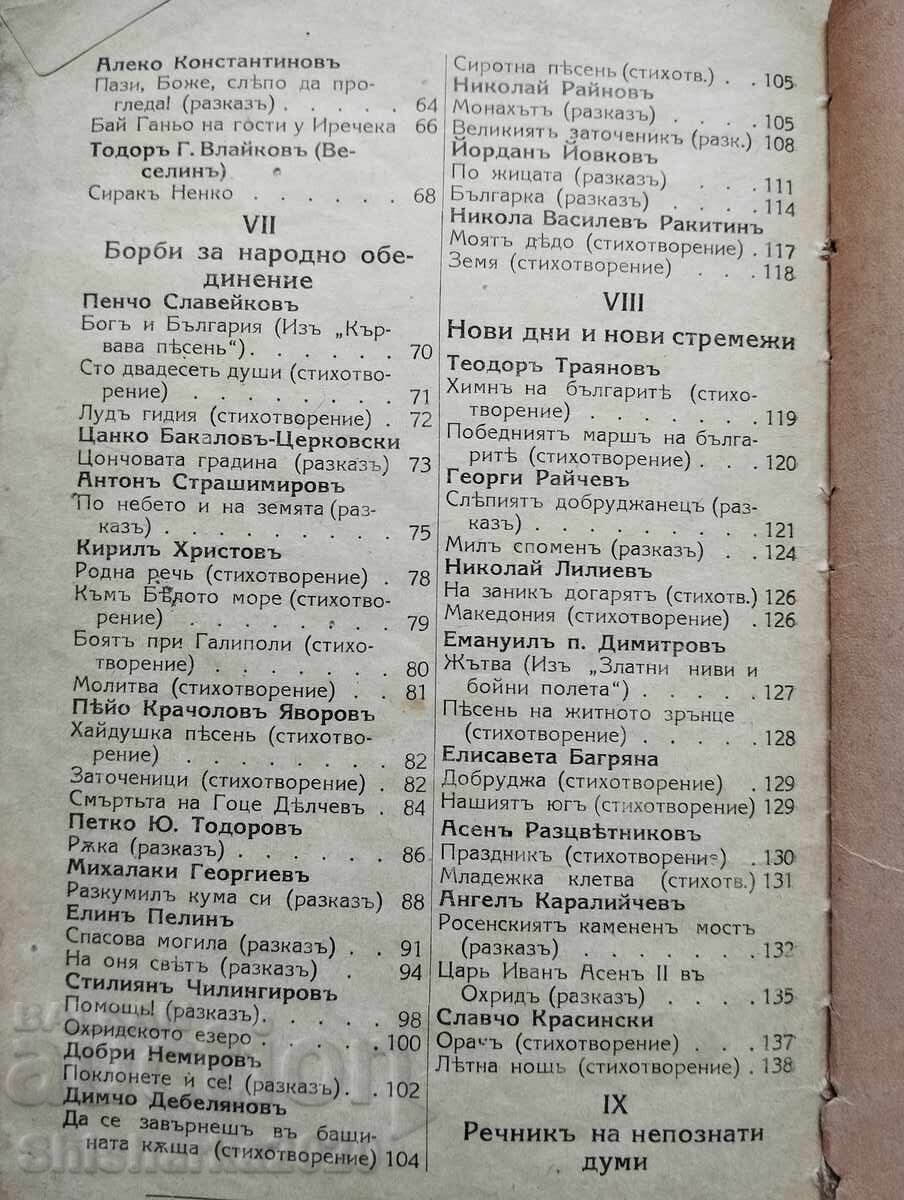 Алеко Константиновъ
Пази, Боже, слѣпо да про-
гледа! (разказъ) . . . . . 64
Бай Ганьо на гости у Иречека 66
Тодоръ Г. Влайковъ (Ве-
селинъ)
Сиракъ Ненко . . . . . . 68
VII
Борби за народно обе-
динение
Пенчо Славейковъ
Богъ и България (Изъ „Кър-
вава пѣсень“) . . . . . . 70
Сто двадесеть души (стихотво-
рение) . . . . . . . . 71
Лудъ гидия (стихотворение) . 72
Цанко Бакаловъ-Церковски
Цончовата градина (разказъ) 73
Антонъ Страшимировъ
По небето и на земята (раз-
казъ) . . . . . . . . . 75
Кирилъ Христовъ
Родна речь (стихотворение) . 78
Къмъ Бѣлото море (стихотво-
рение) . . . . . . . . 79
Боятъ при Галиполи (стихо-
творение) . . . . . . . 80
Молитва (стихотворение) . . 81
Пѣйо Крачоловъ Яворовъ
Хайдушка пѣсень (стихотво-
рение) . . . . . . . . 82
Заточеници (стихотворение) . 82
Смъртьта на Гоце Дѣлчевъ . 84
Петко Ю. Тодоровъ
Рѫка (разказъ) . . . . . . 86
Михалаки Георгиевъ
Разкумилъ кума си (разказъ) 88
Елинъ Пелинъ
Спасова могила (разказъ) . . 91
На оня свѣтъ (разказъ) . 94
Стилиянъ Чилингировъ
Помощь! (разказъ). . . . . 98
Охридското езеро . . . . . 100
Добри Немировъ
Поклонете ѝ се! (разказъ). . 102
Димчо Дебеляновъ
Да се завърнешъ въ бащи-
ната кѫща (стихотворение) 104
Сиротна пѣсень (стихотв.) . . 105
Николай Райновъ
Монахътъ (разказъ) . . . . 105
Великиятъ заточеникъ (разк.) 108
Йорданъ Йовковъ
По жицата (разказъ) . . . 111
Българка (разказъ) . . . . 114
Никола Василевъ Ракитинъ
Моятъ дѣдо (стихотворение) . 117
Земя (стихотворение) . . . 118
VIII
Нови дни и нови стремежи
Теодоръ Траяновъ
Химнъ на българитѣ (стихо-
творение) . . . . . . 119
Победниятъ маршъ на бълга-
ритѣ (стихотворение) . . . 120
Георги Райчевъ
Слѣпиятъ добруджанецъ (раз-
казъ) . . . . . . . . 121
Милъ споменъ (разказъ) . . 124
Николай Лилиевъ
На заникъ догарятъ (стихотв.) 126
Македония (стихотворение) . 126
Емануилъ п. Димитровъ
Жътва (Изъ „Златни ниви и
бойни полета“) . . . . . 127
Пѣсень на житното зрънце
(стихотворение) . . . . . 128
Елисавета Багряна
Добруджа (стихотворение) . 129
Нашиятъ югъ (стихотворение) 129
Асенъ Разцвѣтниковъ
Праздникъ (стихотворение) . 130
Младежка клетва (стихотв.) 131
Ангелъ Каралийчевъ
Росенскиятъ камененъ мостъ
(разказъ) . . . . . . . 132
Царь Иванъ Асенъ II въ
Охридъ (разказъ) . . . . 135
Славчо Красински
Орачъ (стихотворение) . . . 137
Лѣтна нощь (стихотворение) . 138
IX
Речникъ на непознати
думи